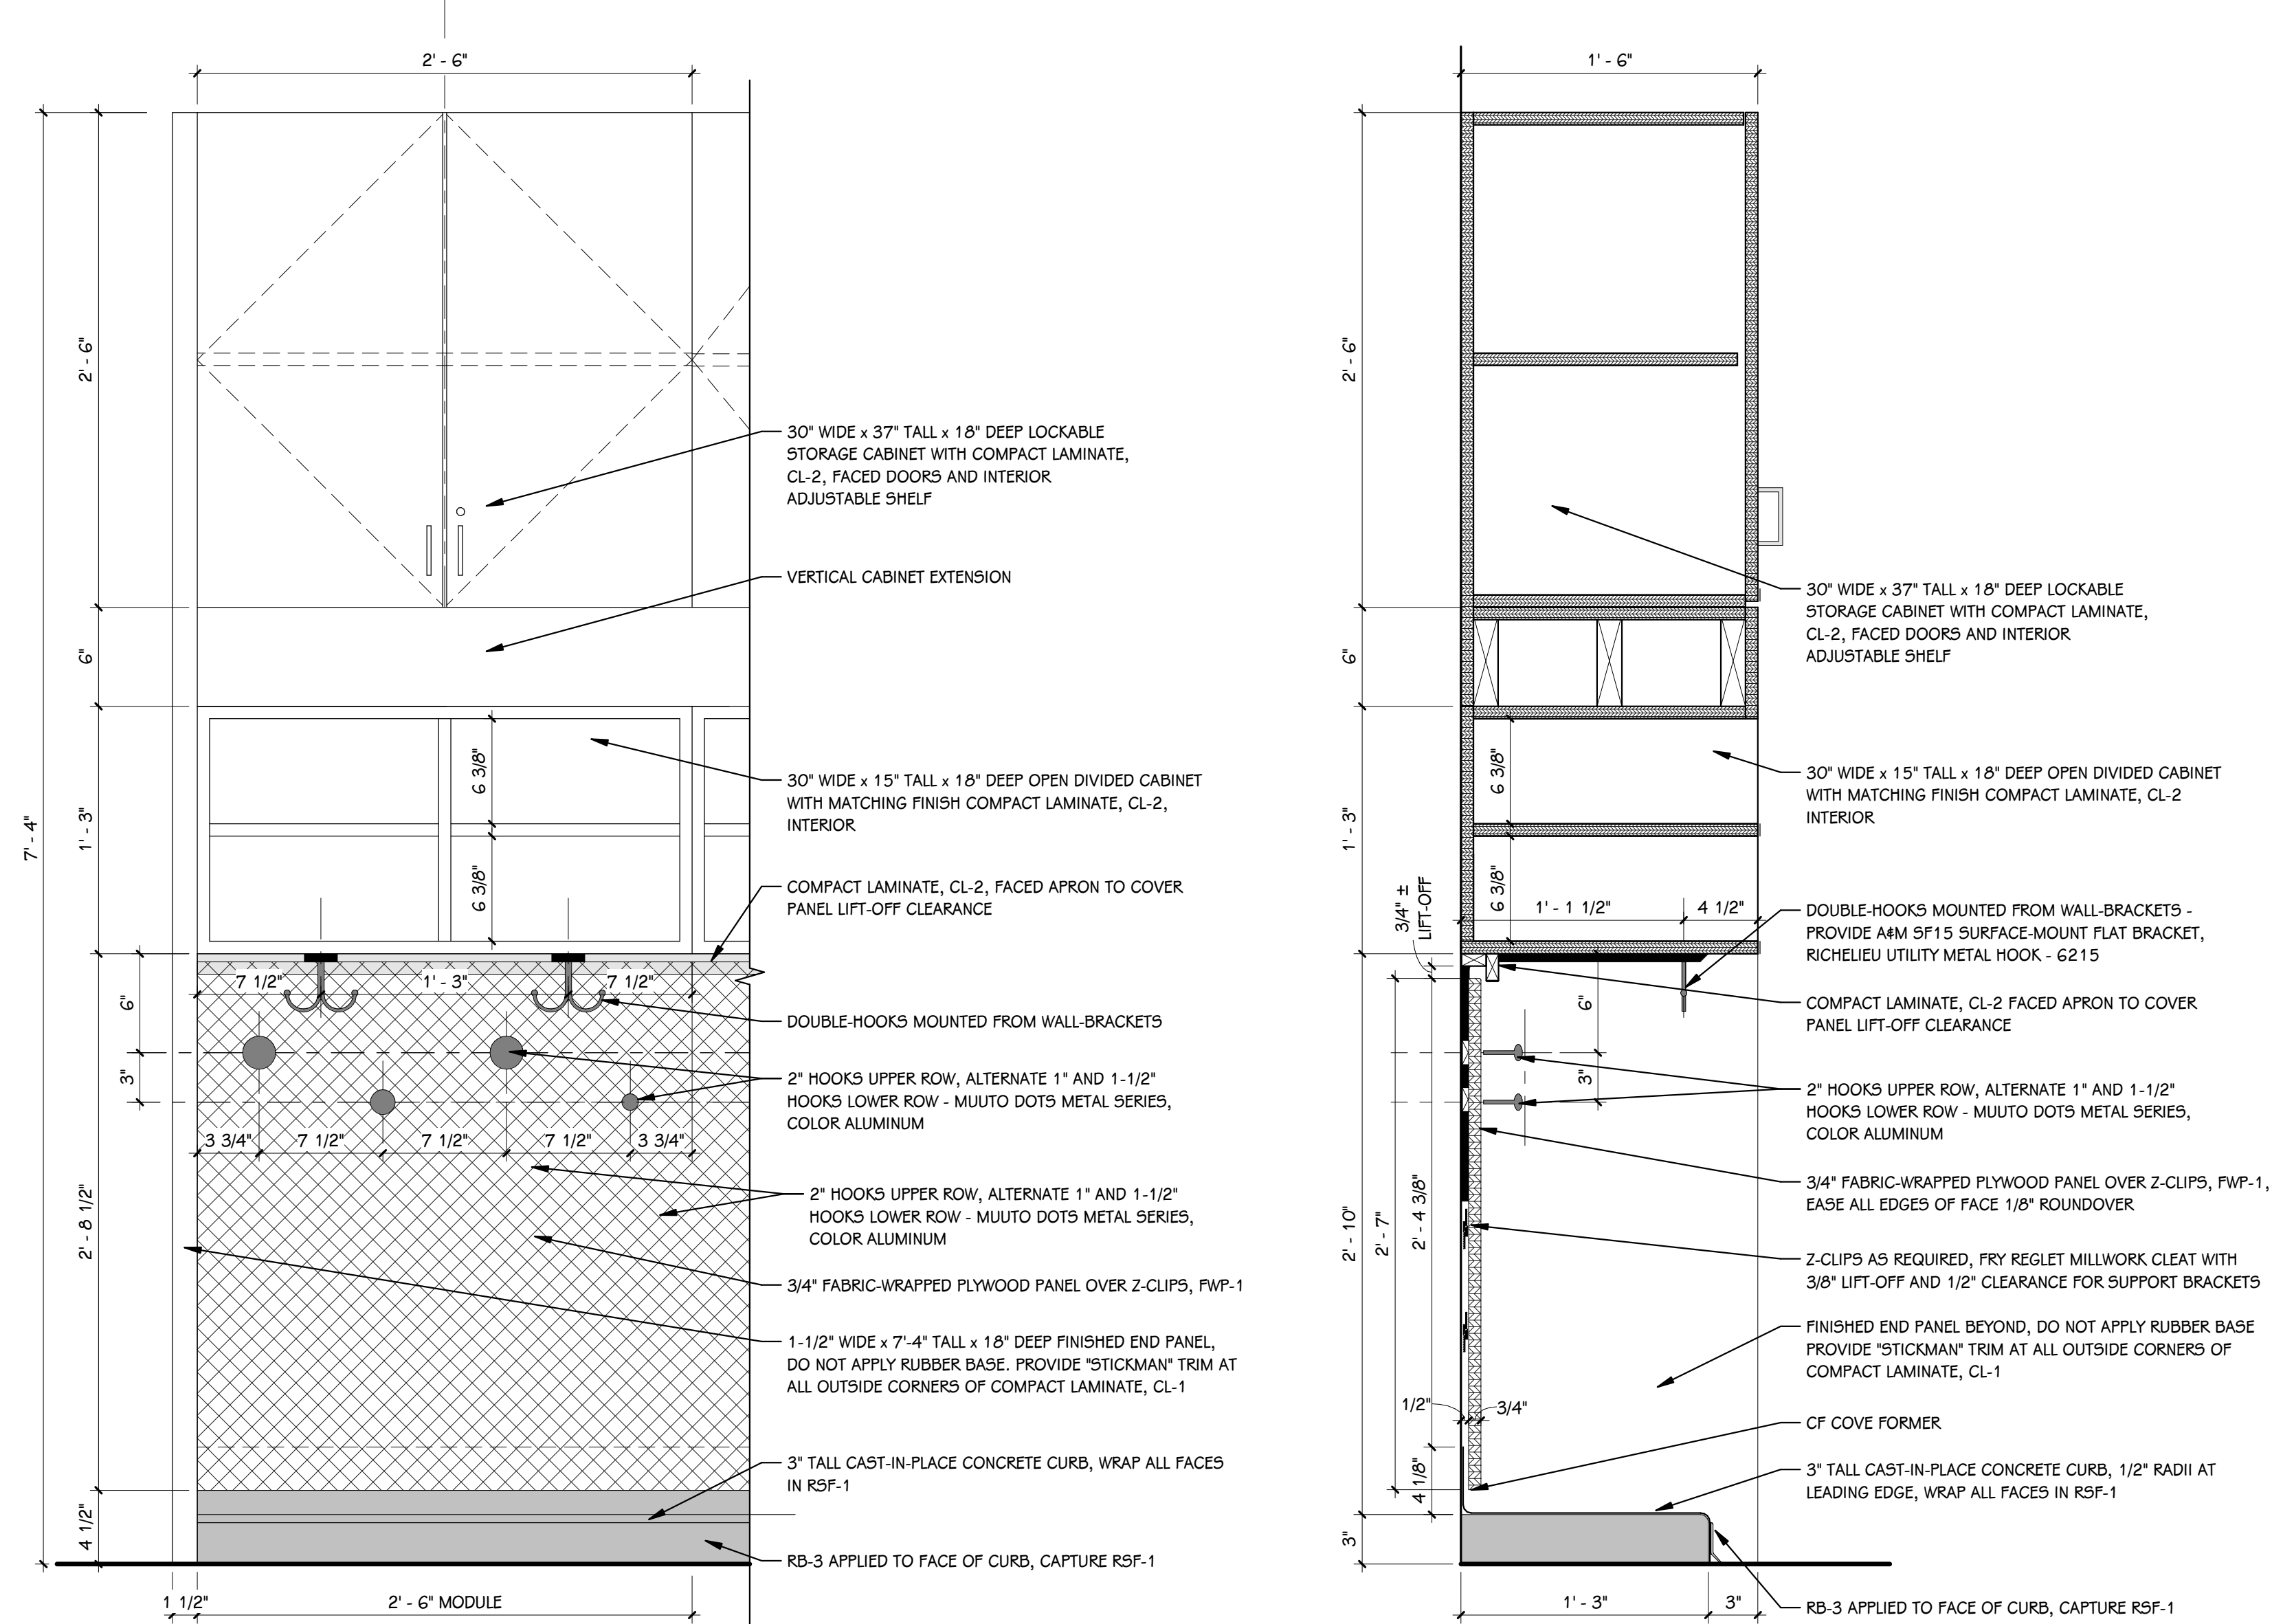 2' - 6"
2' - 6"
6"
1' - 3"
7' - 4"
6"
3"
2' - 8 1/2"
4 1/2"
6 3/8"
6 3/8"
7 1/2"
1' - 3"
7 1/2"
3 3/4"
7 1/2"
7 1/2"
7 1/2"
3 3/4"
1 1/2"
2' - 6" MODULE
30" WIDE x 37" TALL x 18" DEEP LOCKABLE
STORAGE CABINET WITH COMPACT LAMINATE,
CL-2, FACED DOORS AND INTERIOR
ADJUSTABLE SHELF
VERTICAL CABINET EXTENSION
30" WIDE x 15" TALL x 18" DEEP OPEN DIVIDED CABINET
WITH MATCHING FINISH COMPACT LAMINATE, CL-2,
INTERIOR
COMPACT LAMINATE, CL-2, FACED APRON TO COVER
PANEL LIFT-OFF CLEARANCE
DOUBLE-HOOKS MOUNTED FROM WALL-BRACKETS
2" HOOKS UPPER ROW, ALTERNATE 1" AND 1-1/2"
HOOKS LOWER ROW - MUUTO DOTS METAL SERIES,
COLOR ALUMINUM
2" HOOKS UPPER ROW, ALTERNATE 1" AND 1-1/2"
HOOKS LOWER ROW - MUUTO DOTS METAL SERIES,
COLOR ALUMINUM
3/4" FABRIC-WRAPPED PLYWOOD PANEL OVER Z-CLIPS, FWP-1
1-1/2" WIDE x 7'-4" TALL x 18" DEEP FINISHED END PANEL,
DO NOT APPLY RUBBER BASE. PROVIDE "STICKMAN" TRIM AT
ALL OUTSIDE CORNERS OF COMPACT LAMINATE, CL-1
3" TALL CAST-IN-PLACE CONCRETE CURB, WRAP ALL FACES
IN RSF-1
RB-3 APPLIED TO FACE OF CURB, CAPTURE RSF-1
1' - 6"
2' - 6"
6"
1' - 3"
6 3/8"
6 3/8"
3/4" ±
LIFT-OFF
1' - 1 1/2"
4 1/2"
6"
3"
2' - 10"
2' - 7"
2' - 4 3/8"
1/2"
3/4"
4 1/8"
3"
1' - 3"
3"
30" WIDE x 37" TALL x 18" DEEP LOCKABLE
STORAGE CABINET WITH COMPACT LAMINATE,
CL-2, FACED DOORS AND INTERIOR
ADJUSTABLE SHELF
30" WIDE x 15" TALL x 18" DEEP OPEN DIVIDED CABINET
WITH MATCHING FINISH COMPACT LAMINATE, CL-2
INTERIOR
DOUBLE-HOOKS MOUNTED FROM WALL-BRACKETS -
PROVIDE A&M SF15 SURFACE-MOUNT FLAT BRACKET,
RICHELIEU UTILITY METAL HOOK - 6215
COMPACT LAMINATE, CL-2 FACED APRON TO COVER
PANEL LIFT-OFF CLEARANCE
2" HOOKS UPPER ROW, ALTERNATE 1" AND 1-1/2"
HOOKS LOWER ROW - MUUTO DOTS METAL SERIES,
COLOR ALUMINUM
3/4" FABRIC-WRAPPED PLYWOOD PANEL OVER Z-CLIPS, FWP-1,
EASE ALL EDGES OF FACE 1/8" ROUNDOVER
Z-CLIPS AS REQUIRED, FRY REGLET MILLWORK CLEAT WITH
3/8" LIFT-OFF AND 1/2" CLEARANCE FOR SUPPORT BRACKETS
FINISHED END PANEL BEYOND, DO NOT APPLY RUBBER BASE
PROVIDE "STICKMAN" TRIM AT ALL OUTSIDE CORNERS OF
COMPACT LAMINATE, CL-1
CF COVE FORMER
3" TALL CAST-IN-PLACE CONCRETE CURB, 1/2" RADII AT
LEADING EDGE, WRAP ALL FACES IN RSF-1
RB-3 APPLIED TO FACE OF CURB, CAPTURE RSF-1